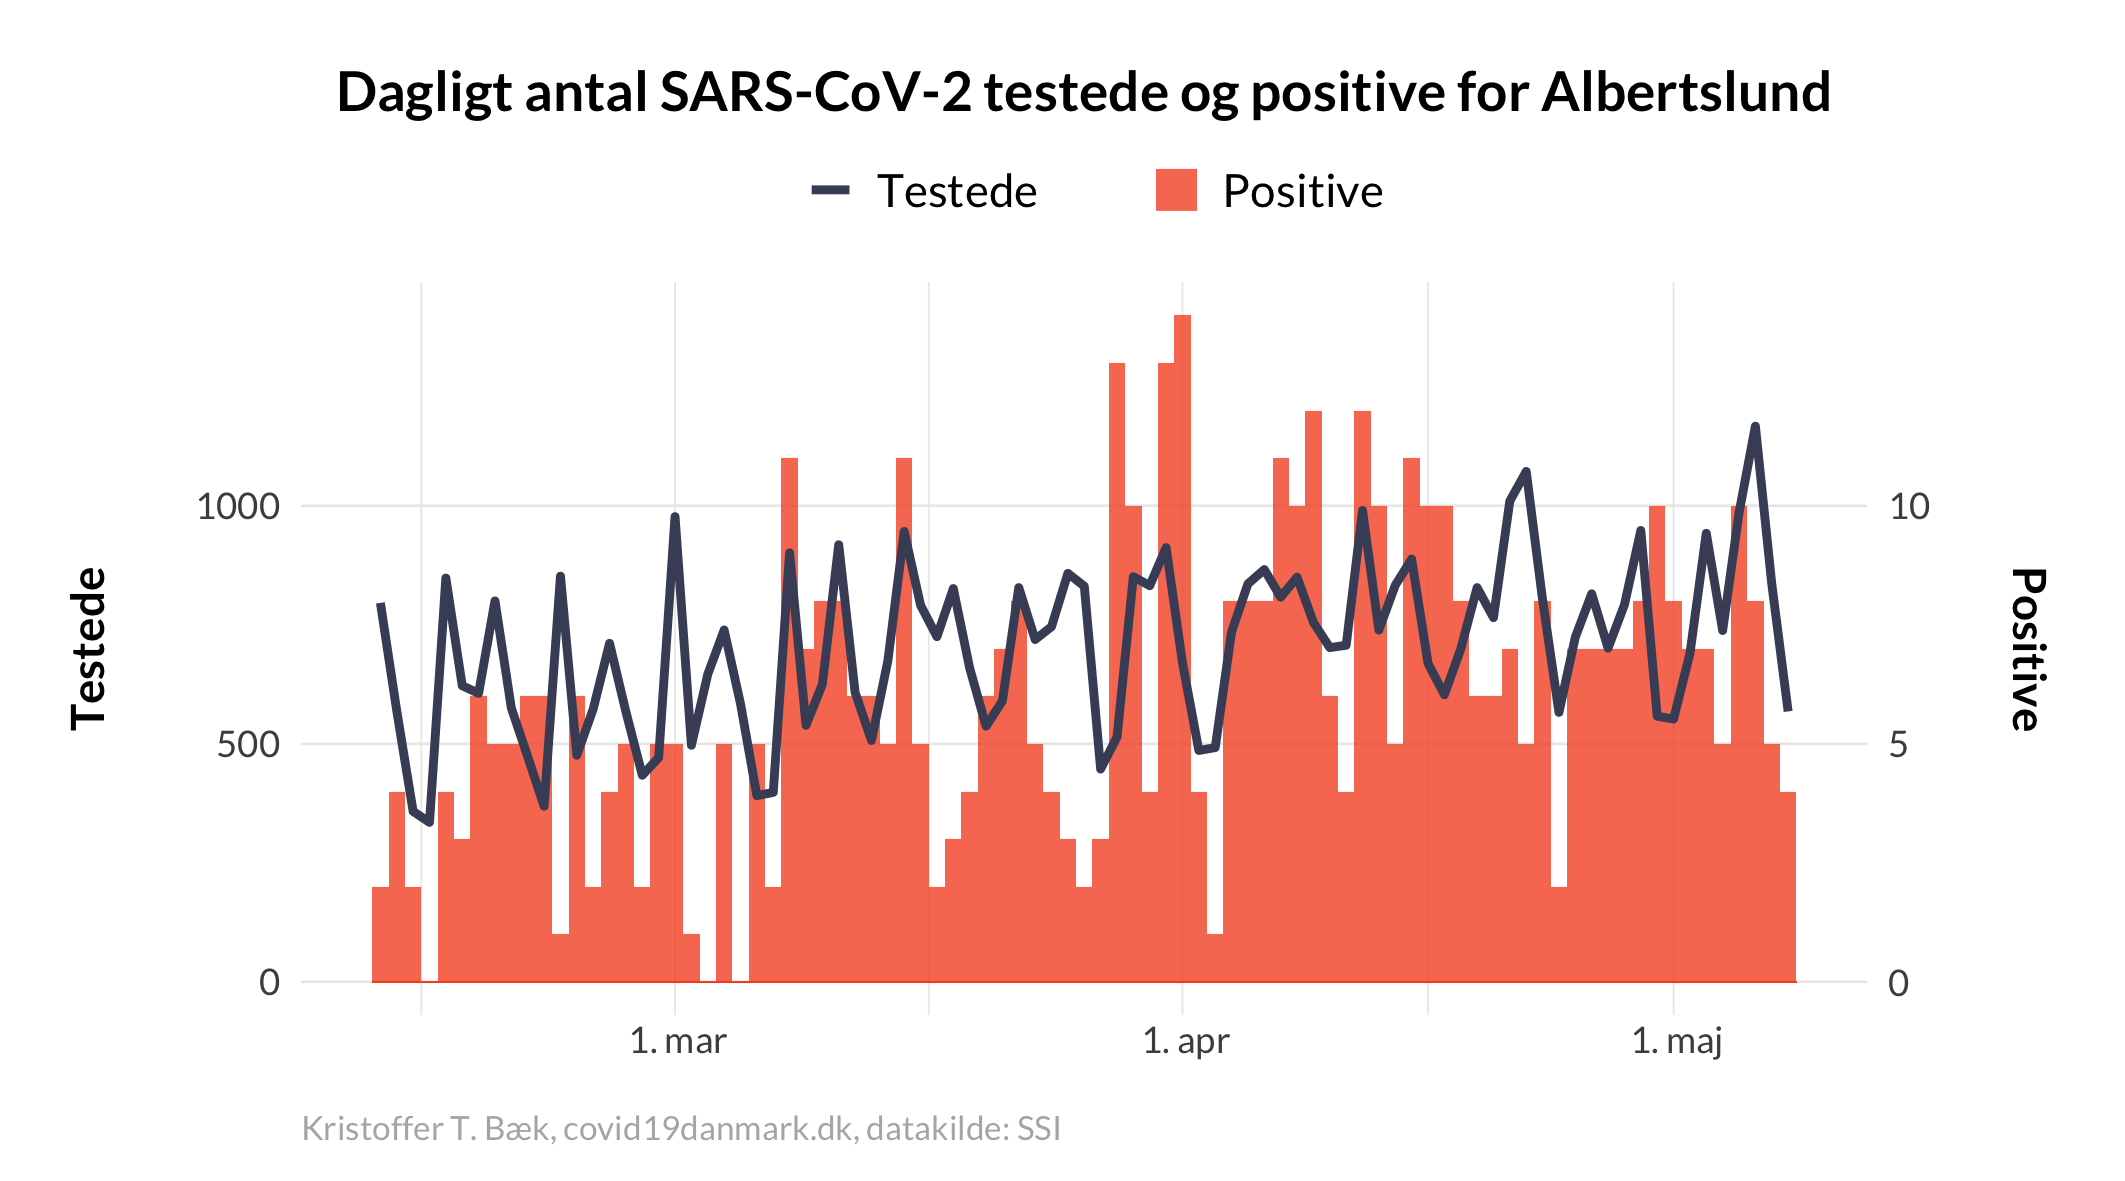 Dagligt antal SARS-CoV-2 testede og positive for Albertslund
Testede
Positive
1000
500
0
10
5
0
Testede
Positive
1. mar
1. apr
1. maj
Kristoffer T. Bæk, covid19danmark.dk, datakilde: SSI